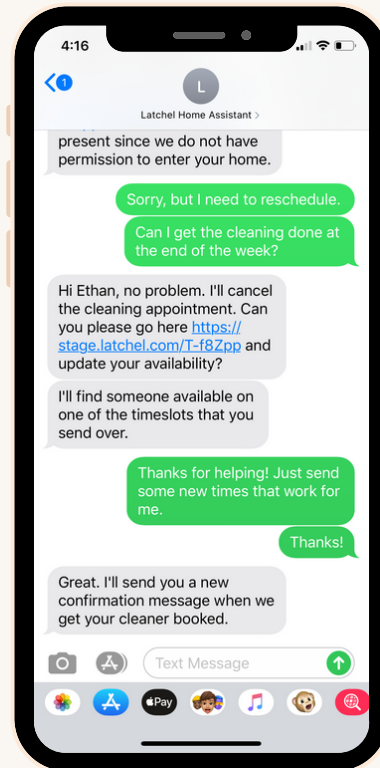 4:16
1
L
Latchel Home Assistant >
present since we do not have
permission to enter your home.
Sorry, but I need to reschedule.
Can I get the cleaning done at
the end of the week?
Hi Ethan, no problem. I'll cancel
the cleaning appointment. Can
you please go here https://
stage.latchel.com/T-f8Zpp and
update your availability?
I'll find someone available on
one of the timeslots that you
send over.
Thanks for helping! Just send
some new times that work for
me.
Thanks!
Great. I'll send you a new
confirmation message when we
get your cleaner booked.
Text Message
Pay